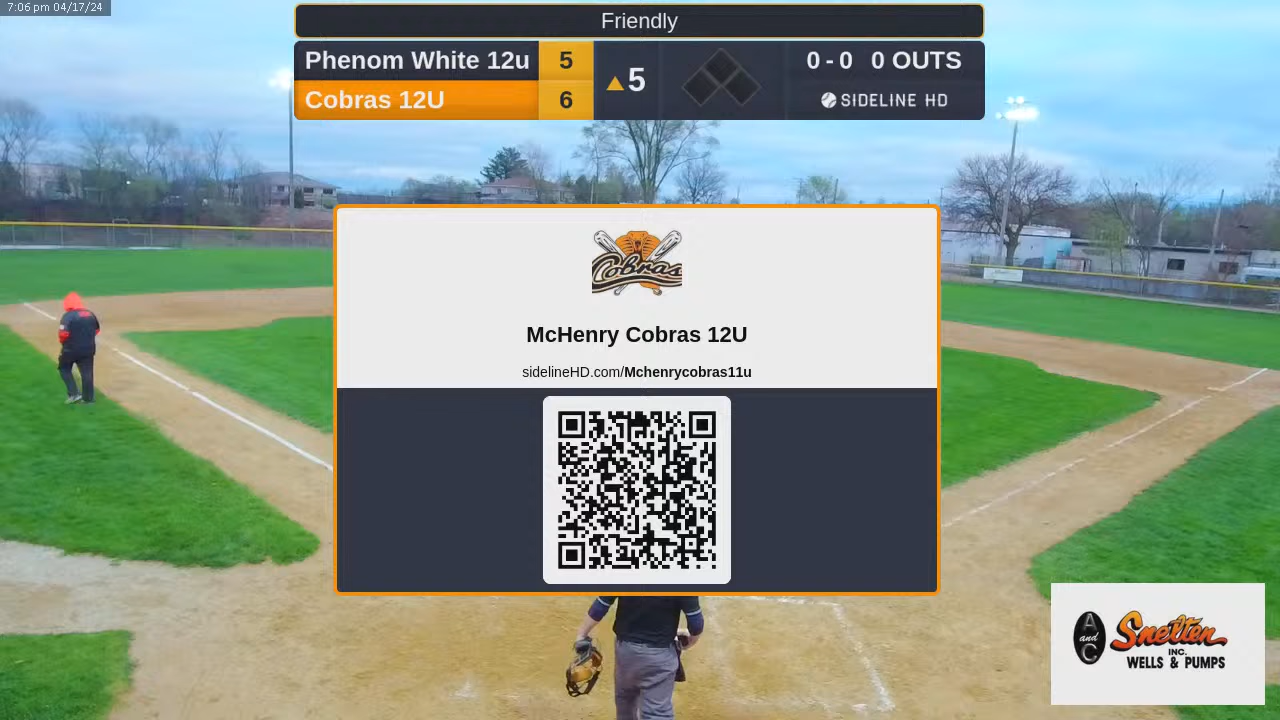 7:06 pm 04/17/24
Friendly
Phenom White 12u 5
Cobras 12U 6
5
0 - 0 0 OUTS
SIDELINE HD
Cobras
McHenry Cobras 12U
sidelineHD.com/Mchenrycobras11u
A and C
Snelten
INC.
WELLS & PUMPS